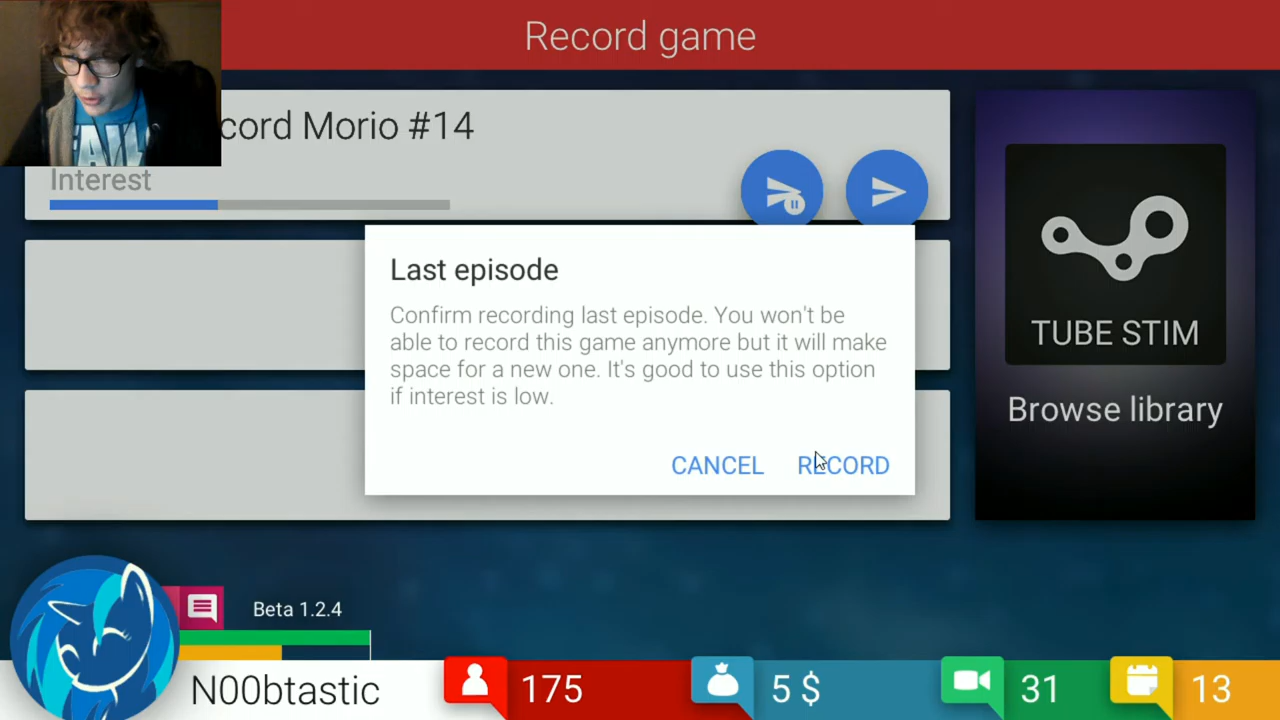 Record game
cord Morio #14
Interest
Last episode
Confirm recording last episode. You won't be
able to record this game anymore but it will make
space for a new one. It's good to use this option
if interest is low.
CANCEL RECORD
TUBE STIM
Browse library
Beta 1.2.4
N00btastic
175
5 $
31
13